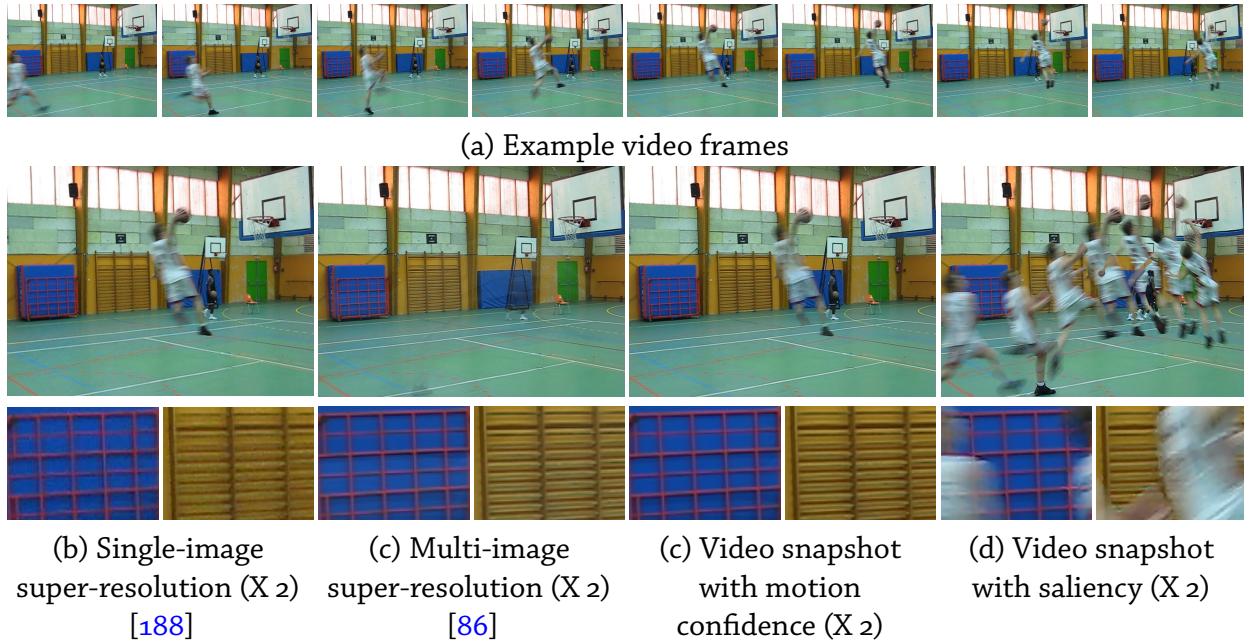 (a) Example video frames
(b) Single-image
super-resolution (X 2)
[188]
(c) Multi-image
super-resolution (X 2)
[86]
(c) Video snapshot
with motion
confidence (X 2)
(d) Video snapshot
with saliency (X 2)